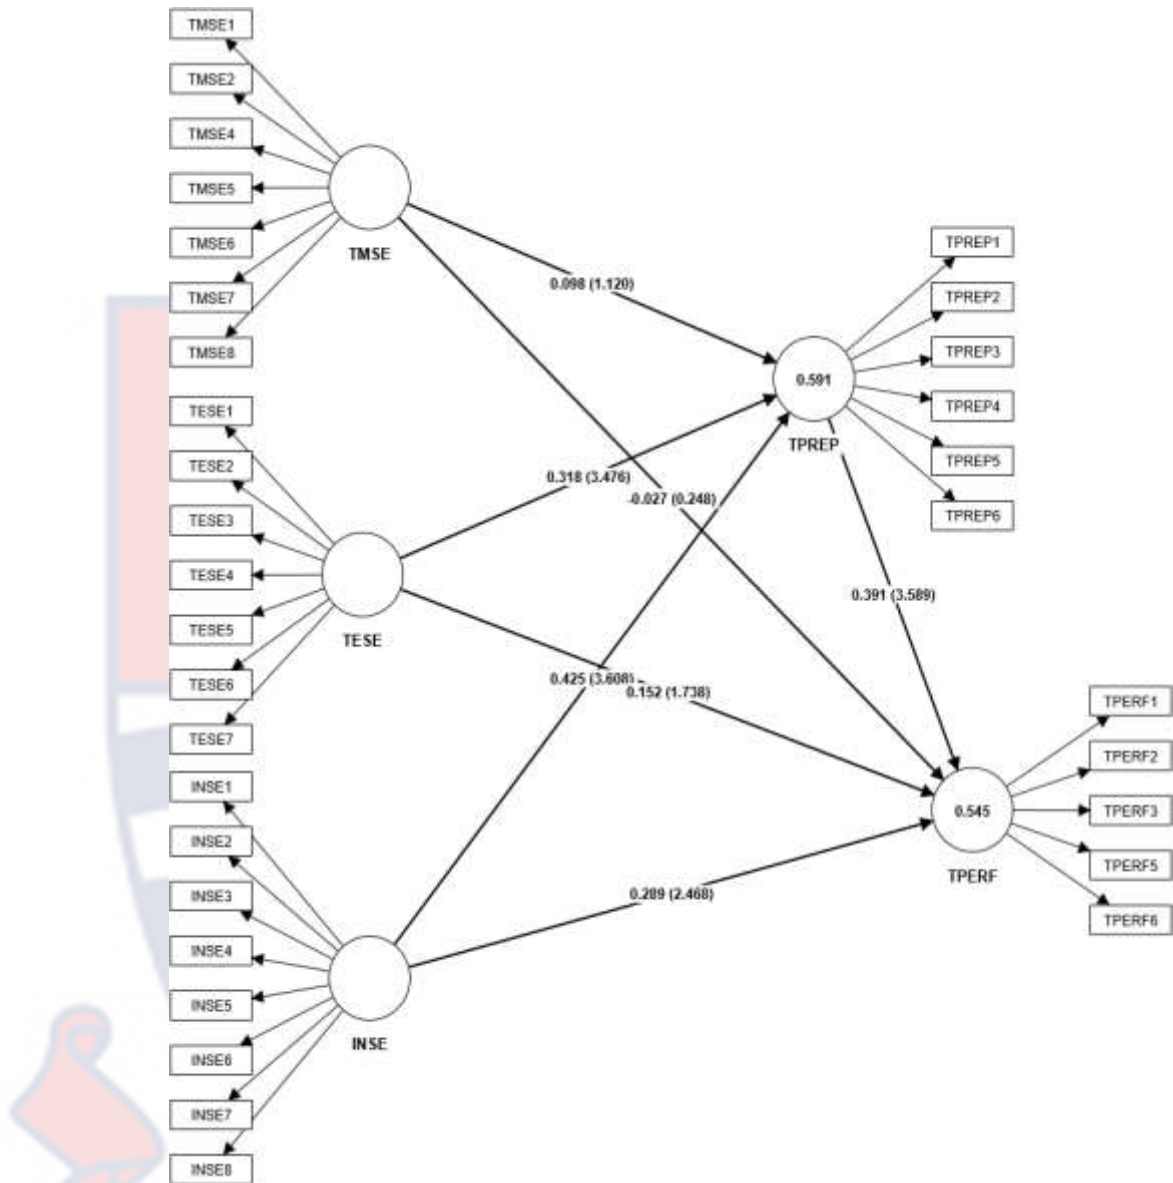 TMSE1
TMSE2
TMSE4
TMSE5
TMSE6
TMSE7
TMSE8
TMSE
TESE1
TESE2
TESE3
TESE4
TESE5
TESE6
TESE7
TESE
INSE1
INSE2
INSE3
INSE4
INSE5
INSE6
INSE7
INSE8
INSE
0.098 (1.120)
0.318 (3.476)
-0.027 (0.248)
0.425 (3.608)
0.152 (1.738)
0.289 (2.468)
0.391 (3.589)
0.591
TPREP
TPREP1
TPREP2
TPREP3
TPREP4
TPREP5
TPREP6
0.545
TPERF
TPERF1
TPERF2
TPERF3
TPERF5
TPERF6